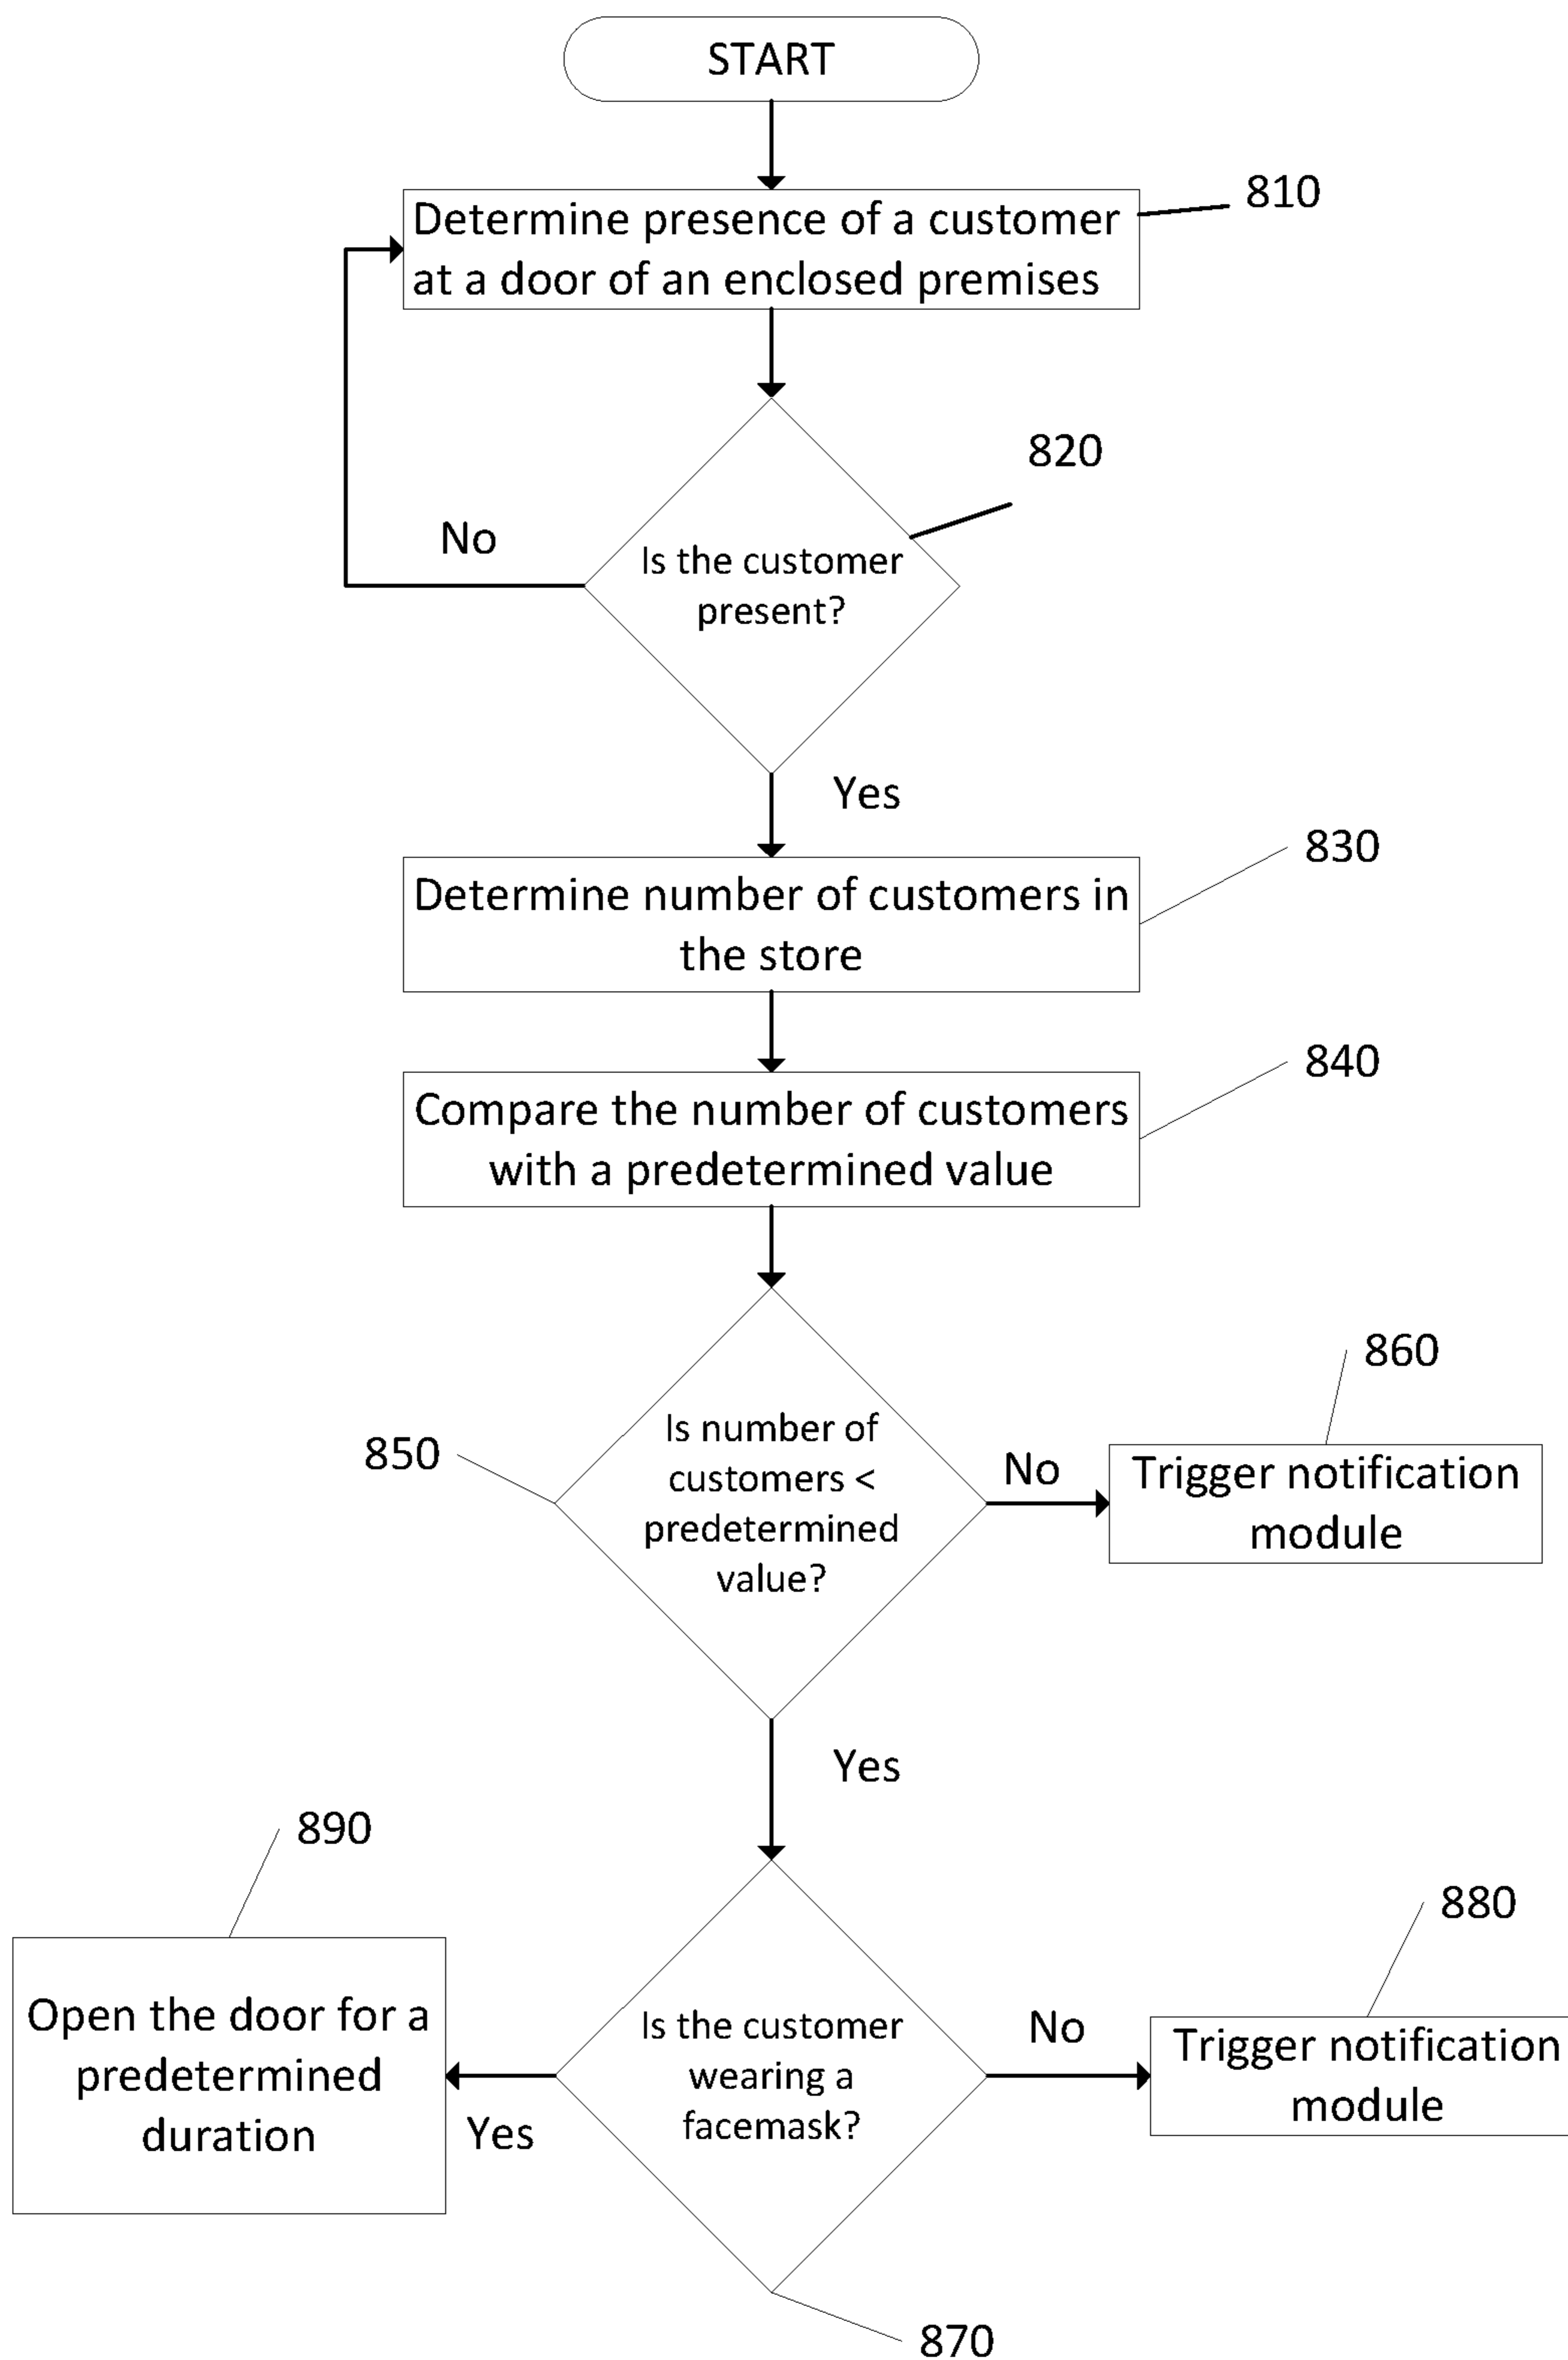 START
Determine presence of a customer
at a door of an enclosed premises
810
820
No
Is the customer
present?
Yes
830
Determine number of customers in
the store
840
Compare the number of customers
with a predetermined value
860
850
Is number of
customers <
predetermined
value?
No
Trigger notification
module
Yes
890
880
Open the door for a
predetermined
duration
Yes
Is the customer
wearing a
facemask?
No
Trigger notification
module
870